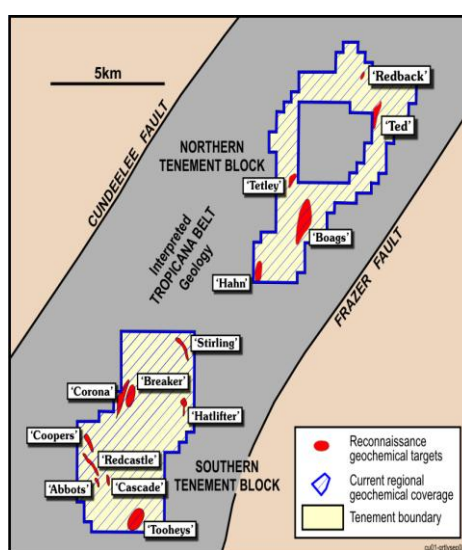 5km
'Redback'
'Ted'
CUNDEELEE FAULT
NORTHERN
TENEMENT BLOCK
'Tetley'
'Boags'
Interpreted
TROPICANA BELT
Geology
'Hahn'
FRAZER FAULT
'Stirling'
'Corona'
'Breaker'
'Hatlifter'
'Coopers'
'Redcastle'
'Abbots'
'Cascade'
SOUTHERN
TENEMENT BLOCK
'Tooheys'
Reconnaissance
geochemical targets
Current regional
geochemical coverage
Tenement boundary